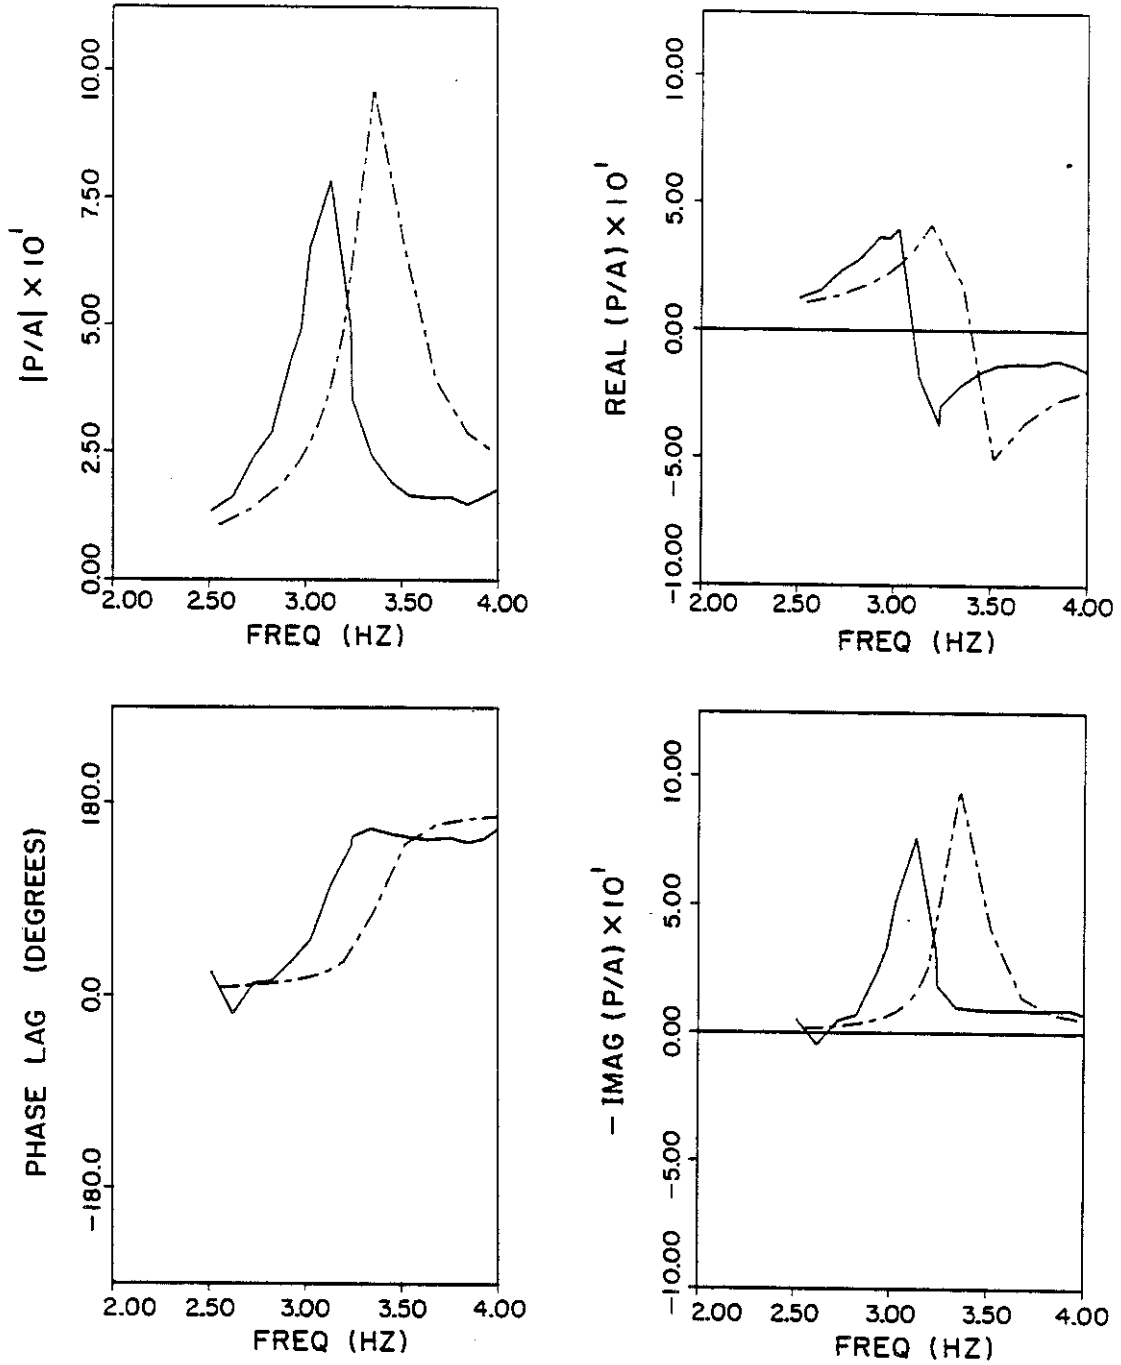 |P/A| × 10¹
10.00
7.50
5.00
2.50
0.00
2.00 2.50 3.00 3.50 4.00
FREQ (HZ)
REAL (P/A) × 10¹
10.00
5.00
0.00
-5.00
-10.00
2.00 2.50 3.00 3.50 4.00
FREQ (HZ)
PHASE LAG (DEGREES)
180.0
0.0
-180.0
2.00 2.50 3.00 3.50 4.00
FREQ (HZ)
- IMAG (P/A) × 10¹
10.00
5.00
0.00
-5.00
-10.00
2.00 2.50 3.00 3.50 4.00
FREQ (HZ)